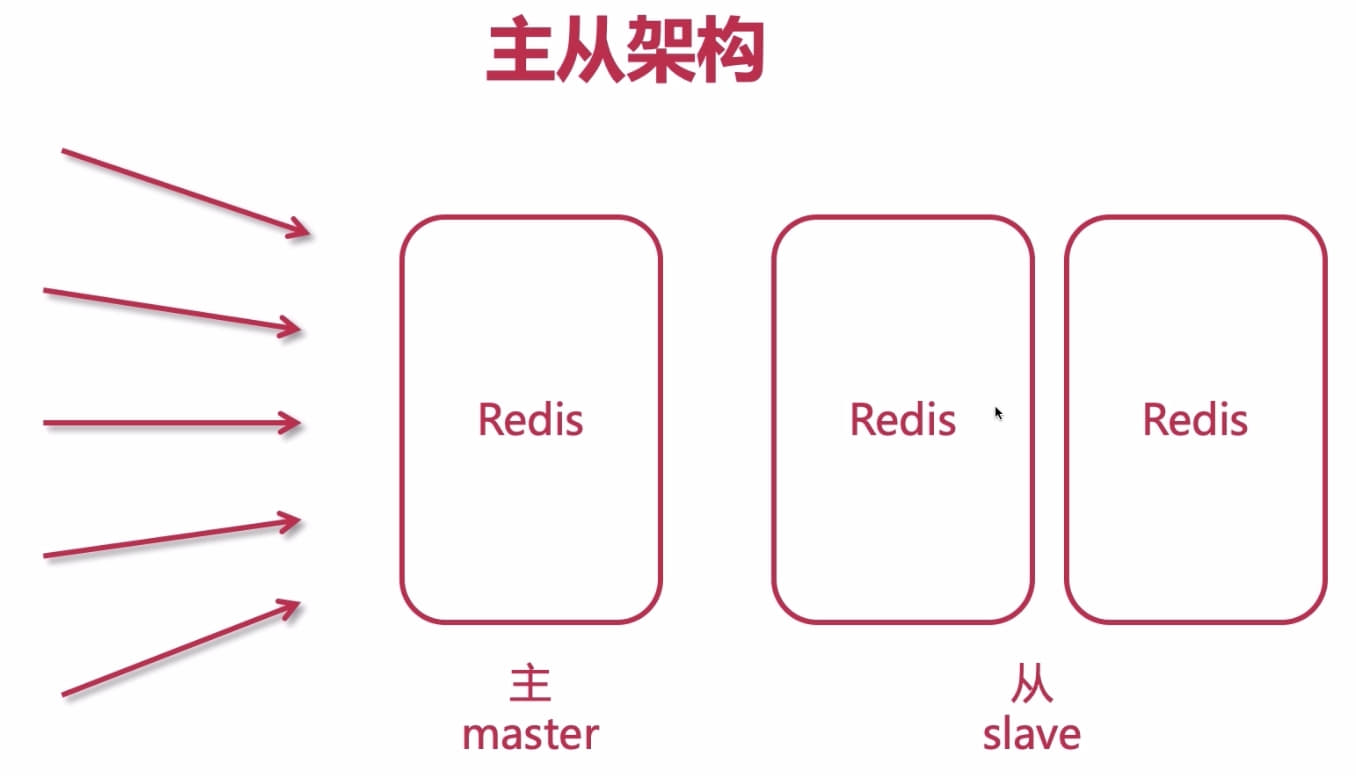 主从架构
Redis
Redis
Redis
主
master
从
slave